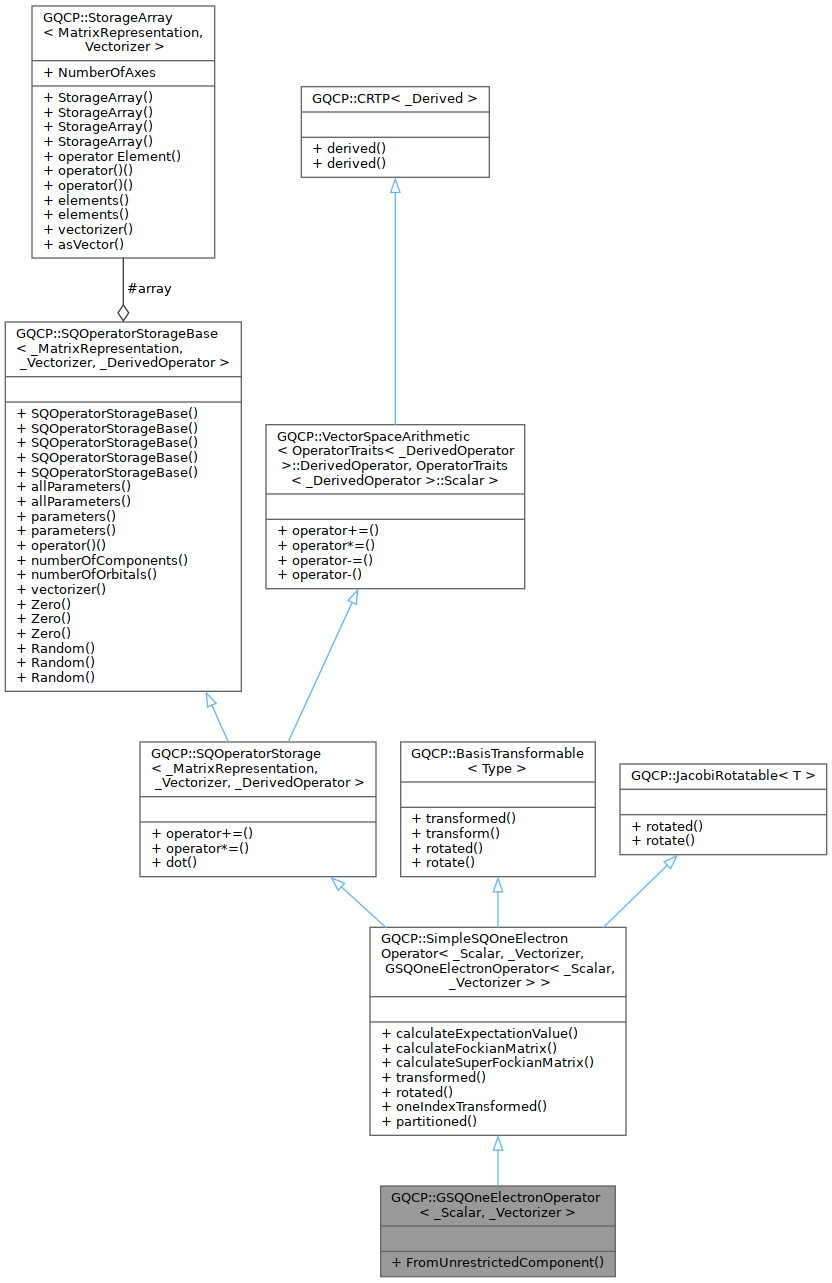 GQCP::StorageArray
< MatrixRepresentation,
Vectorizer >
+ NumberOfAxes
+ StorageArray()
+ StorageArray()
+ StorageArray()
+ StorageArray()
+ operator Element()
+ operator()()
+ operator()()
+ elements()
+ elements()
+ vectorizer()
+ asVector()
GQCP::CRTP< _Derived >
+ derived()
+ derived()
#array
GQCP::SQOperatorStorageBase
< _MatrixRepresentation,
_Vectorizer, _DerivedOperator >
+ SQOperatorStorageBase()
+ SQOperatorStorageBase()
+ SQOperatorStorageBase()
+ SQOperatorStorageBase()
+ SQOperatorStorageBase()
+ allParameters()
+ allParameters()
+ parameters()
+ parameters()
+ operator()()
+ numberOfComponents()
+ numberOfOrbitals()
+ vectorizer()
+ Zero()
+ Zero()
+ Zero()
+ Random()
+ Random()
+ Random()
GQCP::VectorSpaceArithmetic
< OperatorTraits< _DerivedOperator
>::DerivedOperator, OperatorTraits
< _DerivedOperator >::Scalar >
+ operator+=()
+ operator*=()
+ operator-=()
+ operator-()
GQCP::SQOperatorStorage
< _MatrixRepresentation,
_Vectorizer, _DerivedOperator >
+ operator+=()
+ operator*=()
+ dot()
GQCP::BasisTransformable
< Type >
+ transformed()
+ transform()
+ rotated()
+ rotate()
GQCP::JacobiRotatable< T >
+ rotated()
+ rotate()
GQCP::SimpleSQOneElectron
Operator< _Scalar, _Vectorizer,
GSQOneElectronOperator< _Scalar,
_Vectorizer > >
+ calculateExpectationValue()
+ calculateFockianMatrix()
+ calculateSuperFockianMatrix()
+ transformed()
+ rotated()
+ oneIndexTransformed()
+ partitioned()
GQCP::GSQOneElectronOperator
< _Scalar, _Vectorizer >
+ FromUnrestrictedComponent()